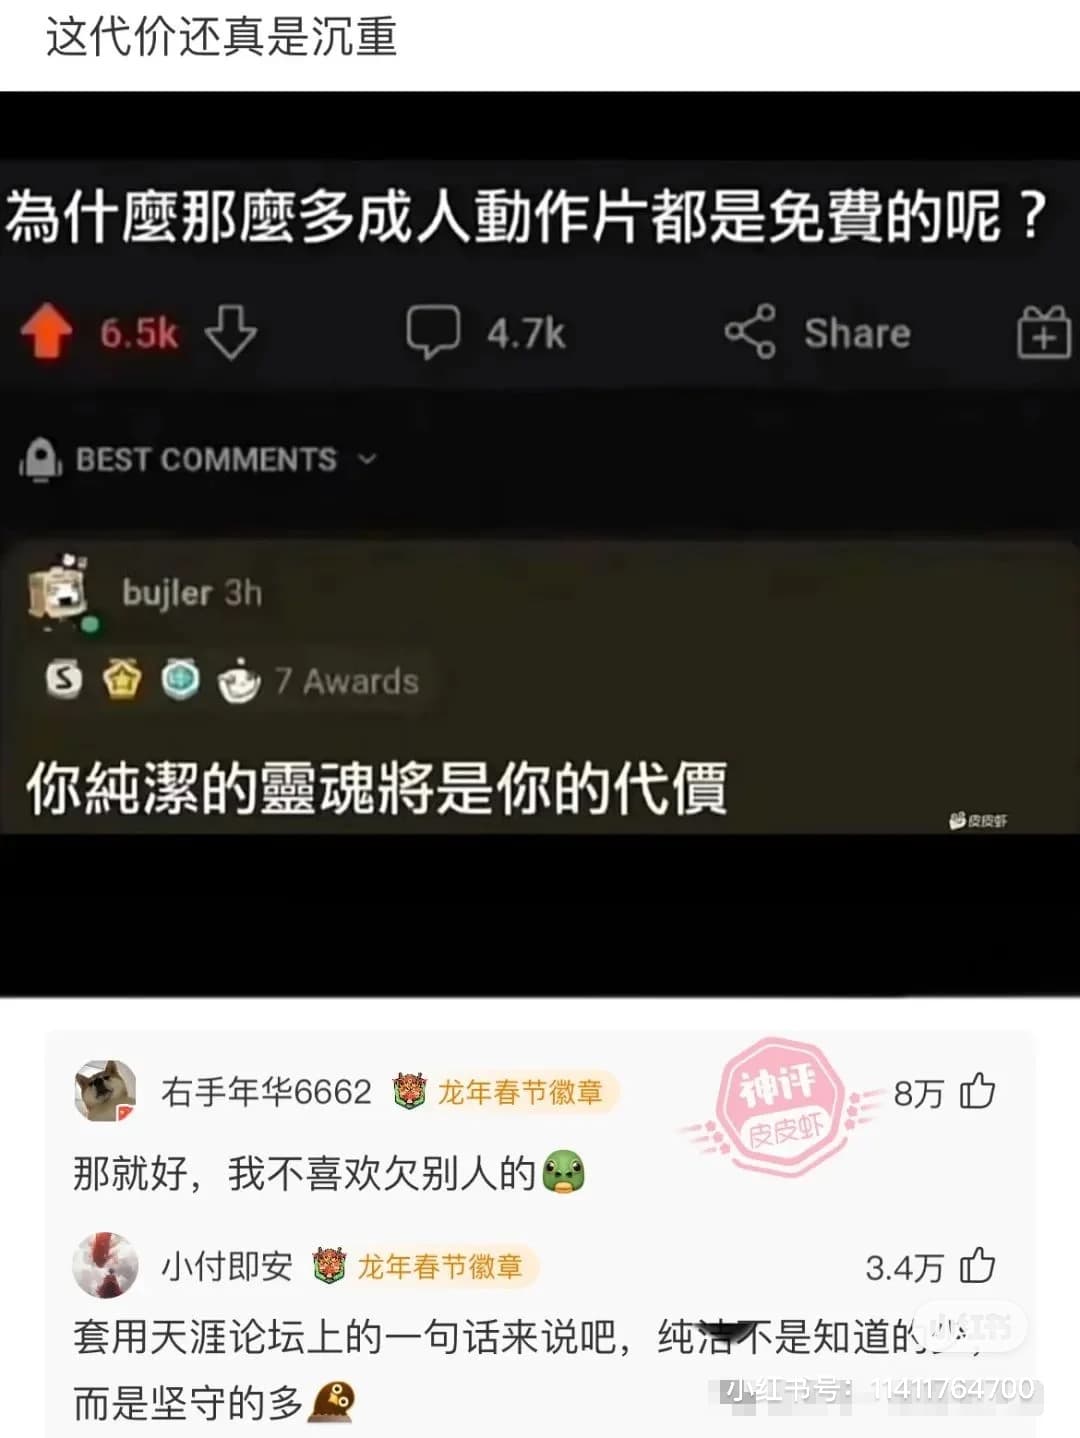 这代价还真是沉重
為什麼那麼多成人動作片都是免費的呢？
6.5k
4.7k
Share
BEST COMMENTS
bujler 3h
7 Awards
你純潔的靈魂將是你的代價
皮皮虾
右手年华6662 龙年春节徽章 8万
神评
皮皮虾
那就好，我不喜欢欠别人的
小付即安 龙年春节徽章 3.4万
套用天涯论坛上的一句话来说吧，纯洁不是知道的少，
小红书
而是坚守的多
小红书号：11411764700